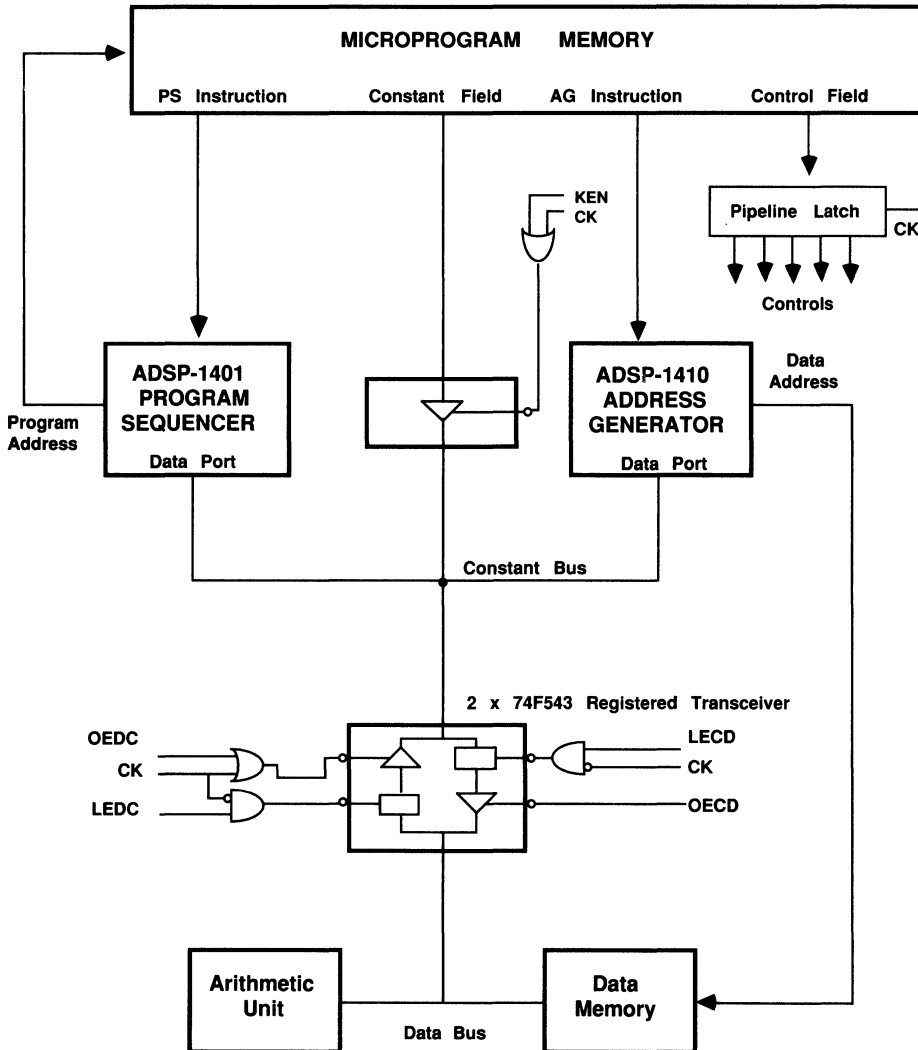 MICROPROGRAM MEMORY
PS Instruction
Constant Field
AG Instruction
Control Field
KEN
CK
Pipeline Latch
CK
Controls
ADSP-1401
PROGRAM
SEQUENCER
Data Port
Program
Address
ADSP-1410
ADDRESS
GENERATOR
Data Port
Data
Address
Constant Bus
2 x 74F543 Registered Transceiver
OEDC
CK
LEDC
LECD
CK
OECD
Arithmetic
Unit
Data
Memory
Data Bus